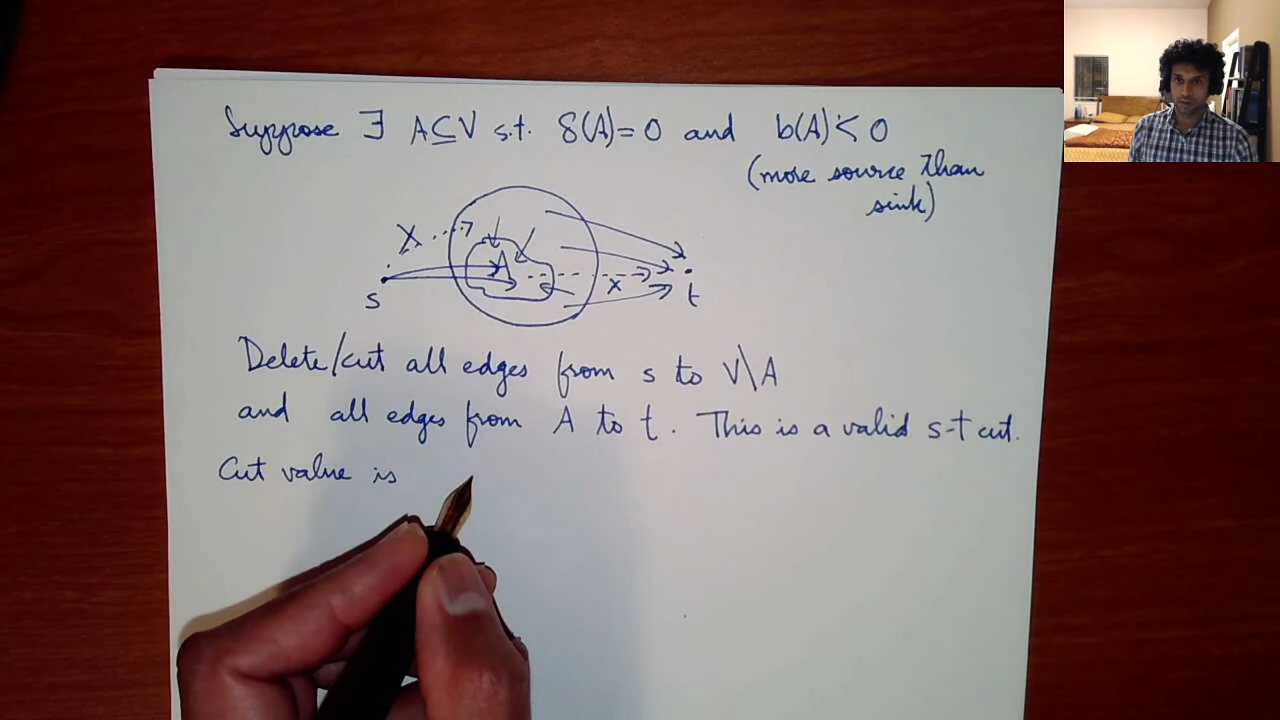 Suppose ∃ A⊆V s.t. δ(A)=0 and b(A)<0
(more source than
sink)
X
A
X
s
t
Delete/cut all edges from s to V\A
and all edges from A to t. This is a valid s-t cut.
Cut value is